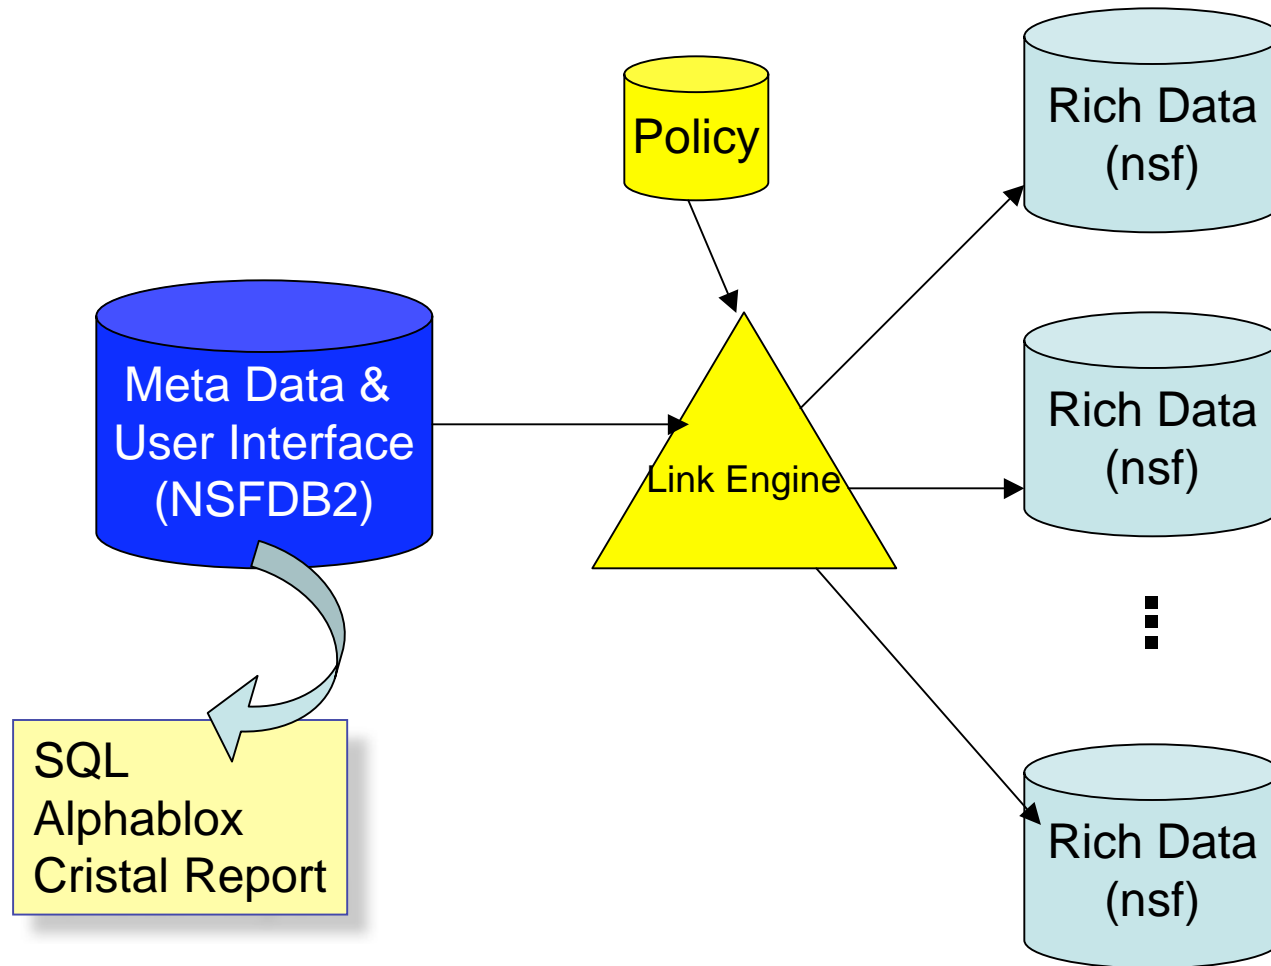 Policy
Rich Data
(nsf)
Meta Data &
User Interface
(NSFDB2)
Link Engine
Rich Data
(nsf)
SQL
Alphablox
Cristal Report
Rich Data
(nsf)